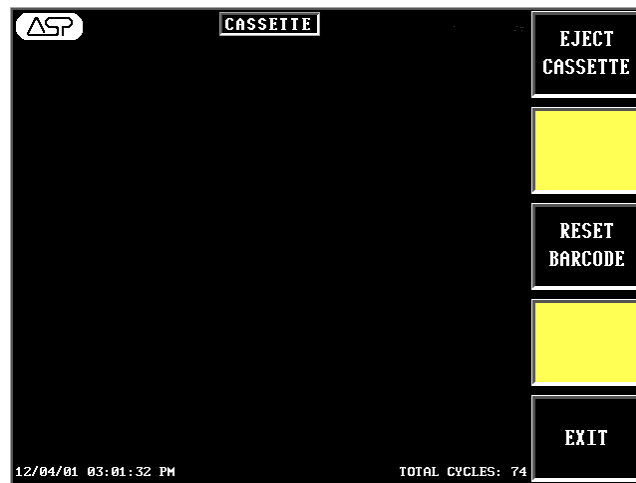 ASP
CASSETTE
EJECT
CASSETTE
RESET
BARCODE
EXIT
12/04/01 03:01:32 PM
TOTAL CYCLES: 74